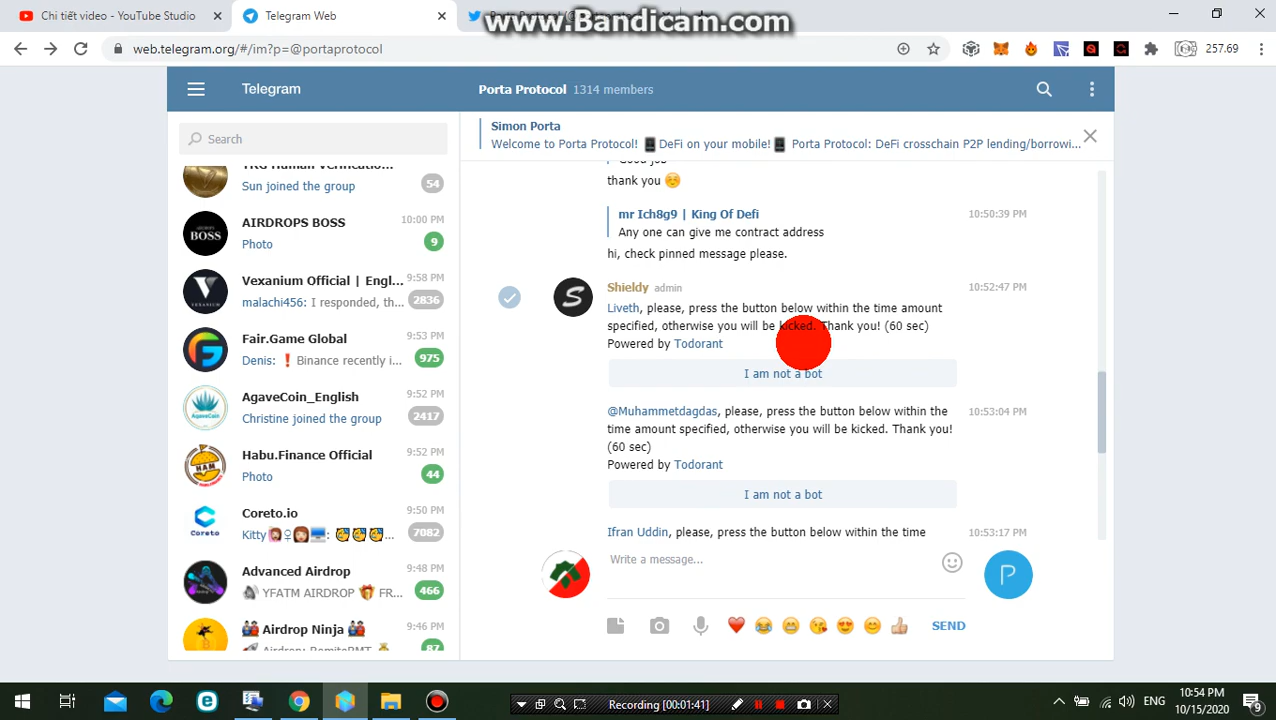 Chi tiết video - YouTube Studio
Telegram Web
www.Bandicam.com
web.telegram.org/#/im?p=@portaprotocol
257.69
Telegram
Porta Protocol 1314 members
Search
Simon Porta
Welcome to Porta Protocol! 📱DeFi on your mobile!📱 Porta Protocol: DeFi crosschain P2P lending/borrowin...
Sun joined the group
54
AIRDROPS BOSS
10:00 PM
BOSS
Photo
9
Vexanium Official | Engl...
9:58 PM
malachi456: I responded, th...
2836
Fair.Game Global
9:53 PM
Denis: ❗ Binance recently i...
975
AgaveCoin_English
9:52 PM
Christine joined the group
2417
Habu.Finance Official
9:52 PM
HAM
Photo
44
Coreto.io
9:50 PM
Kitty
7082
Advanced Airdrop
9:48 PM
YFATM AIRDROP 🎁 FR...
466
Airdrop Ninja
9:46 PM
87
Good job
thank you ☺️
mr Ich8g9 | King Of Defi
10:50:39 PM
Any one can give me contract address
hi, check pinned message please.
Shieldy admin
10:52:47 PM
Liveth, please, press the button below within the time amount
specified, otherwise you will be kicked. Thank you! (60 sec)
Powered by Todorant
I am not a bot
@Muhammetdagdas, please, press the button below within the
10:53:04 PM
time amount specified, otherwise you will be kicked. Thank you!
(60 sec)
Powered by Todorant
I am not a bot
Ifran Uddin, please, press the button below within the time
10:53:17 PM
Write a message...
P
SEND
Recording [00:01:41]
ENG
10:54 PM
10/15/2020
9